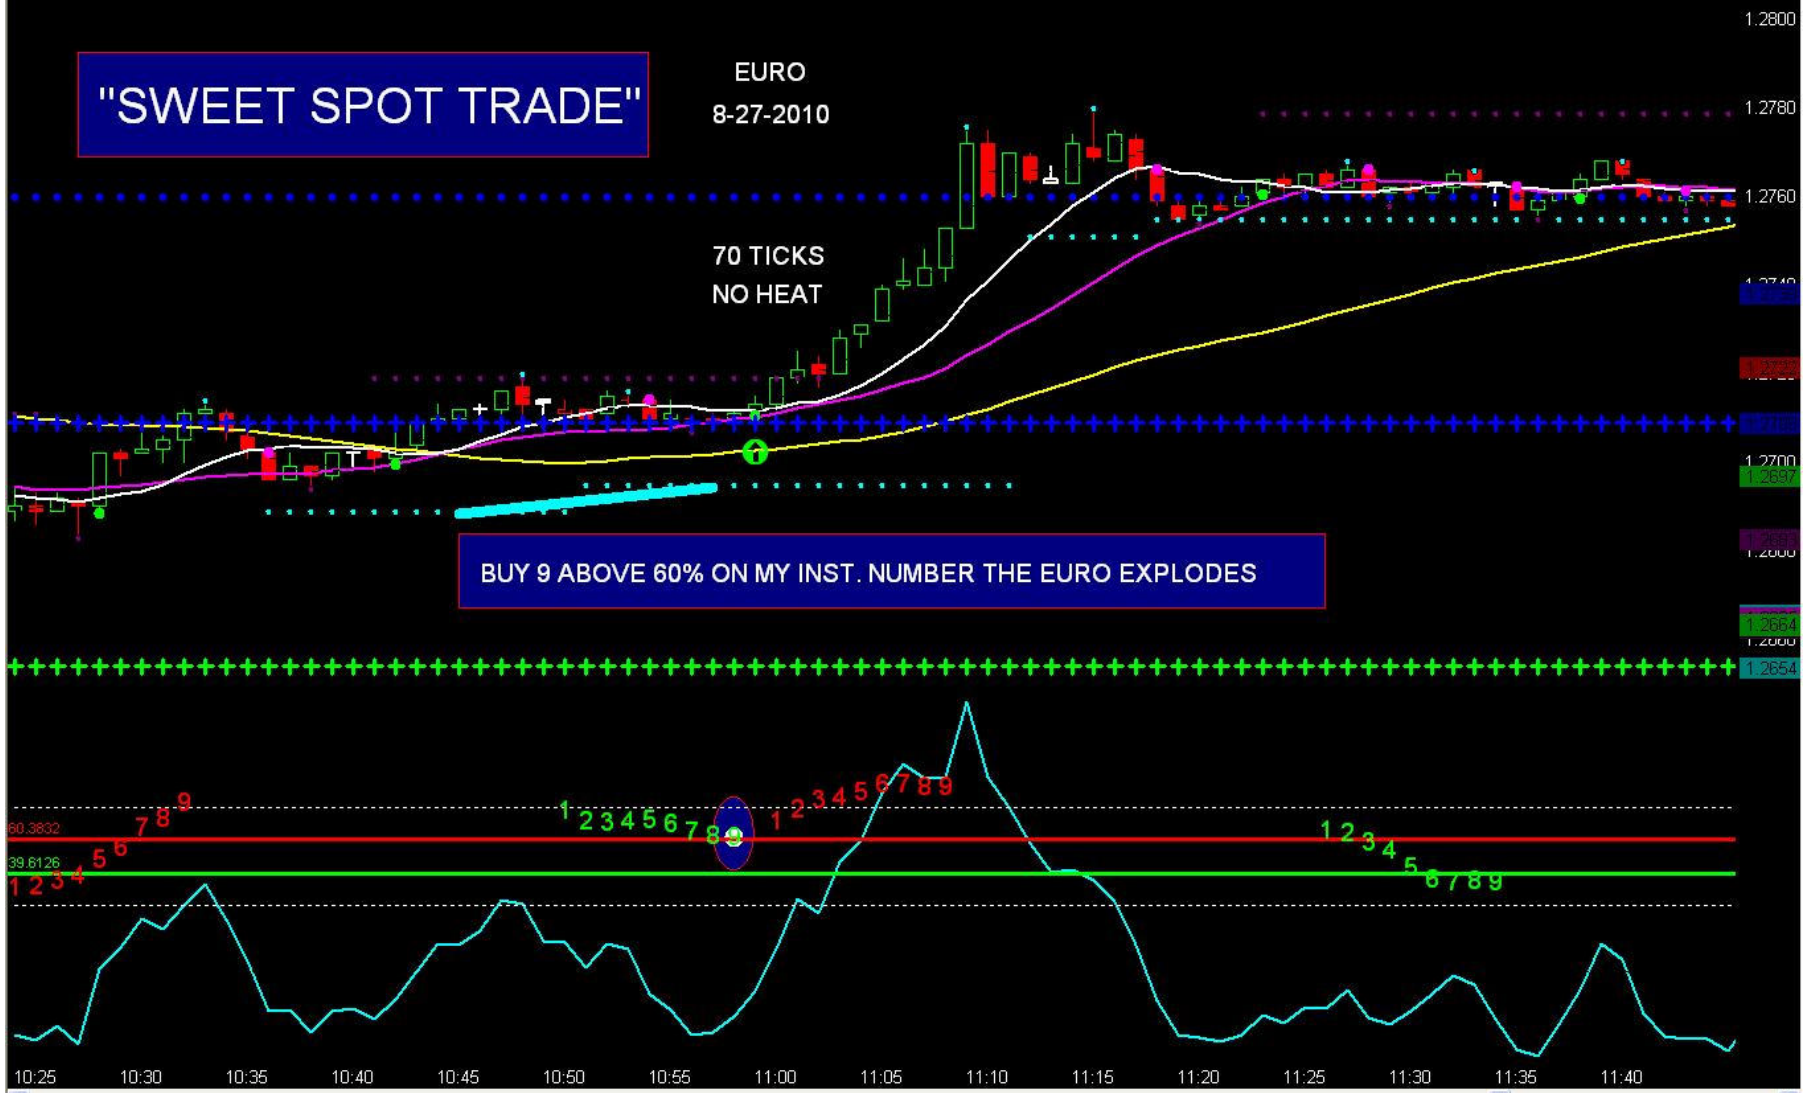 1.2800
"SWEET SPOT TRADE"
EURO
8-27-2010
1.2780
1.2760
70 TICKS
NO HEAT
1.2700
1.2697
BUY 9 ABOVE 60% ON MY INST. NUMBER THE EURO EXPLODES
1.2664
1.2654
1 2 3 4 5 6 7 8 9
1 2 3 4 5 6 7 8 9
1 2 3 4 5 6 7 8 9
1 2 3 4 5 6 7 8 9
60.3832
39.6126
10:25 10:30 10:35 10:40 10:45 10:50 10:55 11:00 11:05 11:10 11:15 11:20 11:25 11:30 11:35 11:40